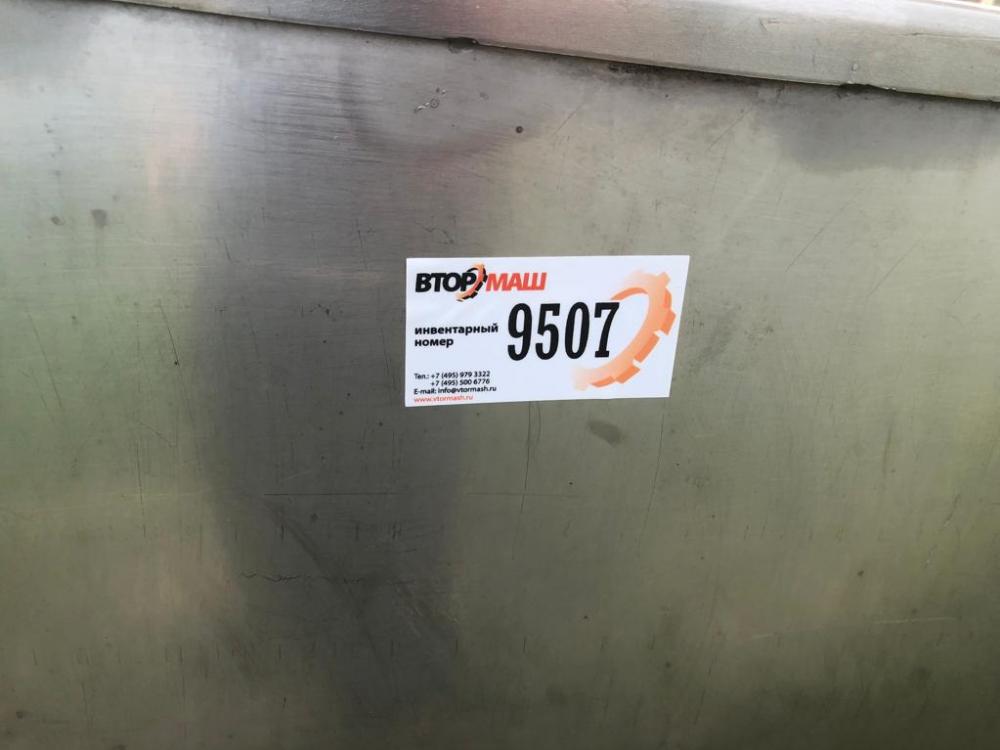 ВТОРМАШ
инвентарный
номер
9507
Тел.: +7 (495) 979 3322
+7 (495) 500 6776
E-mail: info@vtormash.ru
www.vtormash.ru